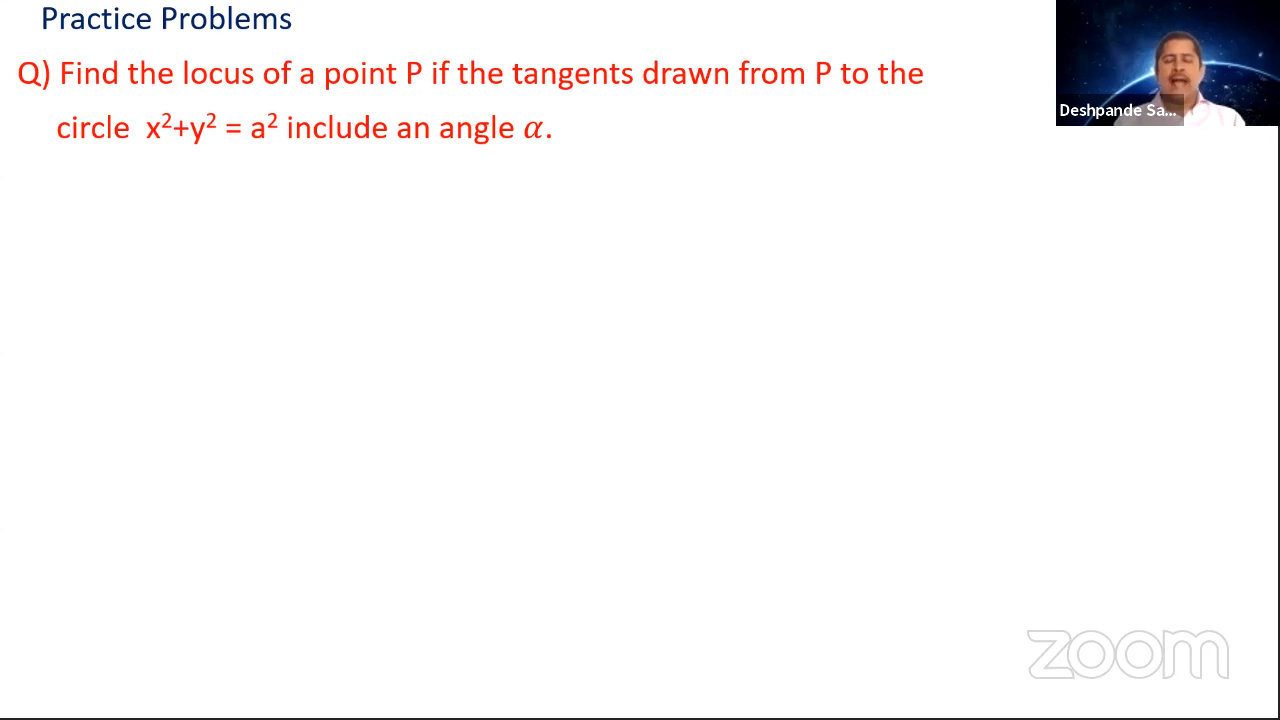 Practice Problems
Q) Find the locus of a point P if the tangents drawn from P to the
circle x²+y² = a² include an angle 𝛼.
Deshpande Sa...
zoom